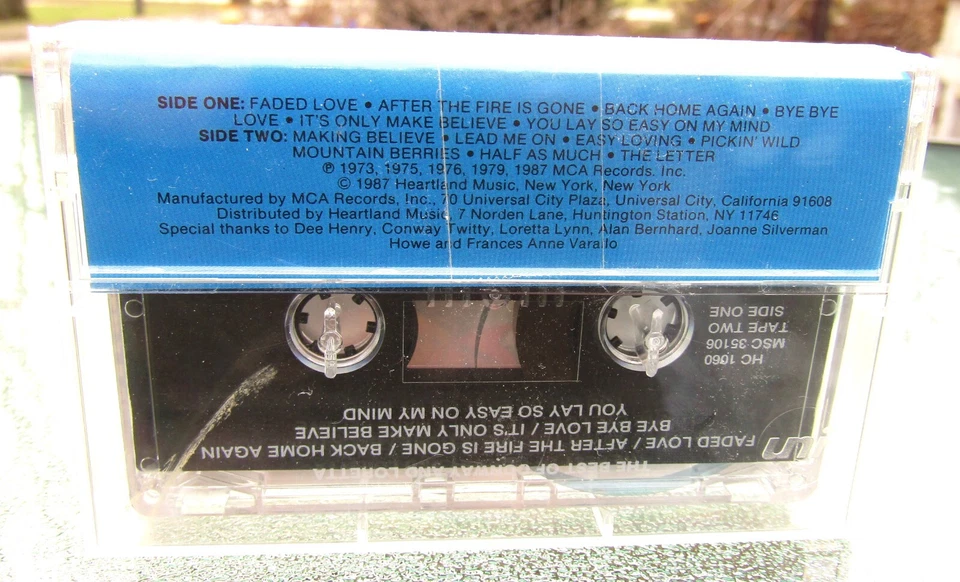 SIDE ONE: FADED LOVE • AFTER THE FIRE IS GONE • BACK HOME AGAIN • BYE BYE
LOVE • IT'S ONLY MAKE BELIEVE • YOU LAY SO EASY ON MY MIND
SIDE TWO: MAKING BELIEVE • LEAD ME ON • EASY LOVING • PICKIN' WILD
MOUNTAIN BERRIES • HALF AS MUCH • THE LETTER
℗ 1973, 1975, 1976, 1979, 1987 MCA Records, Inc.
© 1987 Heartland Music, New York, New York
Manufactured by MCA Records, Inc., 70 Universal City Plaza, Universal City, California 91608
Distributed by Heartland Music, 7 Norden Lane, Huntington Station, NY 11746
Special thanks to Dee Henry, Conway Twitty, Loretta Lynn, Alan Bernhard, Joanne Silverman
Howe and Frances Anne Varallo
THE BEST OF CONWAY AND LORETTA
FADED LOVE / AFTER THE FIRE IS GONE / BACK HOME AGAIN
BYE BYE LOVE / IT'S ONLY MAKE BELIEVE
YOU LAY SO EASY ON MY MIND
HC 1060
MSC 35106
TAPE TWO
SIDE ONE